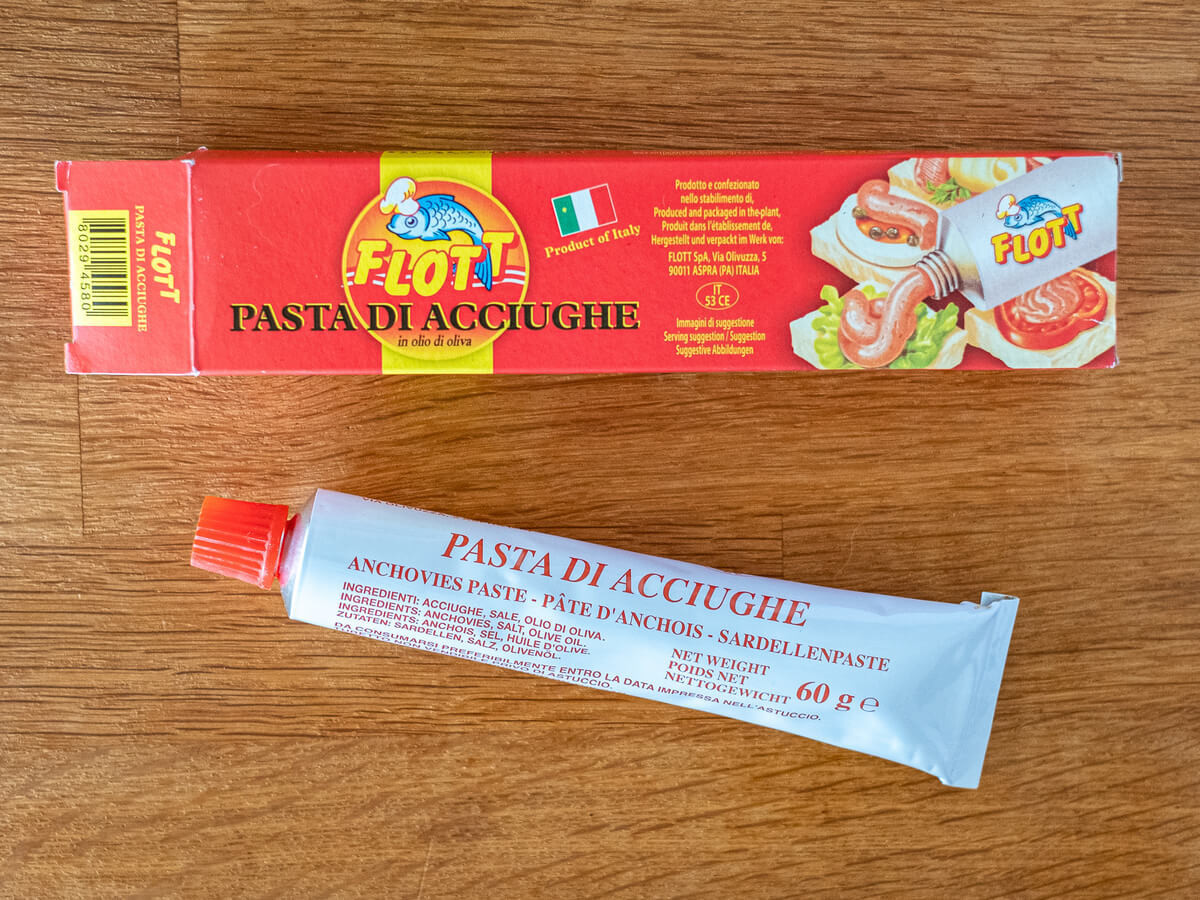 FLOTT
PASTA DI ACCIUGHE
8029 4580
FLOTT
PASTA DI ACCIUGHE
in olio di oliva
Product of Italy
Prodotto e confezionato
nello stabilimento di,
Produced and packaged in the plant,
Produit dans l'établissement de,
Hergestellt und verpackt im Werk von:
FLOTT SpA, Via Olivuzza, 5
90011 ASPRA (PA) ITALIA
IT
53 CE
Immagini di suggestione
Serving suggestion / Suggestion
Suggestive Abbildungen
FLOTT
PASTA DI ACCIUGHE
ANCHOVIES PASTE - PÂTE D'ANCHOIS - SARDELLENPASTE
INGREDIENTI: ACCIUGHE, SALE, OLIO DI OLIVA.
INGREDIENTS: ANCHOVIES, SALT, OLIVE OIL.
INGREDIENTS: ANCHOIS, SEL, HUILE D'OLIVE.
ZUTATEN: SARDELLEN, SALZ, OLIVENÖL.
DA CONSUMARSI PREFERIBILMENTE ENTRO LA DATA IMPRESSA NELL'ASTUCCIO.
NON VENDIBILE PRIVO DI ASTUCCIO.
NET WEIGHT
POIDS NET
NETTOGEWICHT 60 g ℮